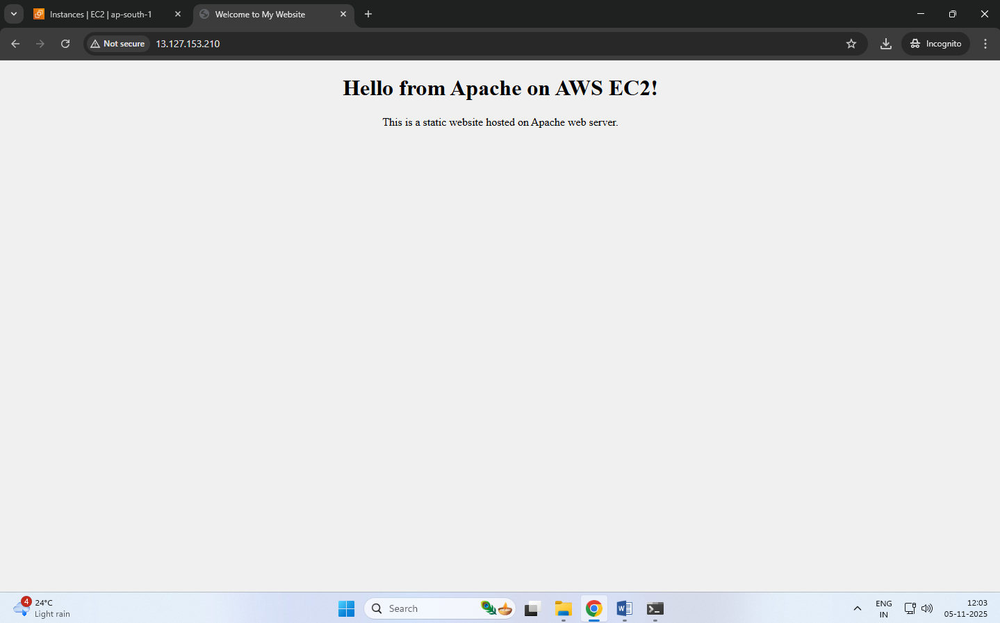 Instances | EC2 | ap-south-1
Welcome to My Website
Not secure
13.127.153.210
Incognito
Hello from Apache on AWS EC2!
This is a static website hosted on Apache web server.
4
24°C
Light rain
Search
W
ENG
IN
12:03
05-11-2025